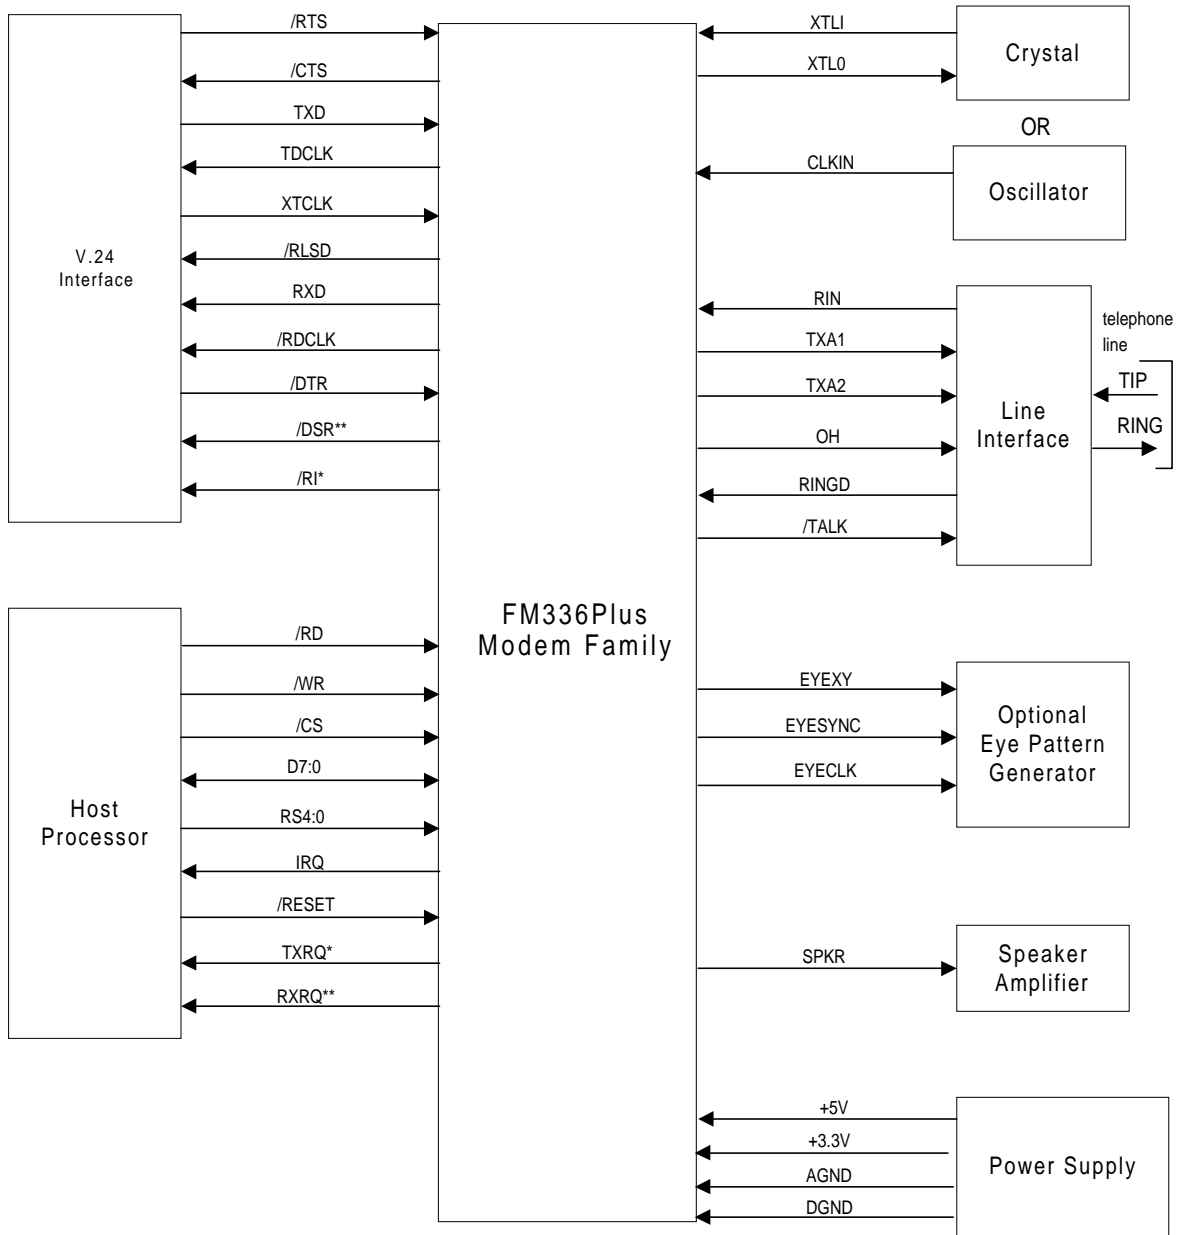 /RTS
/CTS
TXD
TDCLK
XTCLK
/RLSD
RXD
/RDCLK
/DTR
/DSR**
/RI*
V.24
Interface
/RD
/WR
/CS
D7:0
RS4:0
IRQ
/RESET
TXRQ*
RXRQ**
Host
Processor
FM336Plus
Modem Family
XTLI
XTL0
Crystal
OR
CLKIN
Oscillator
RIN
TXA1
TXA2
OH
RINGD
/TALK
Line
Interface
telephone
line
TIP
RING
EYEXY
EYESYNC
EYECLK
Optional
Eye Pattern
Generator
SPKR
Speaker
Amplifier
+5V
+3.3V
AGND
DGND
Power Supply